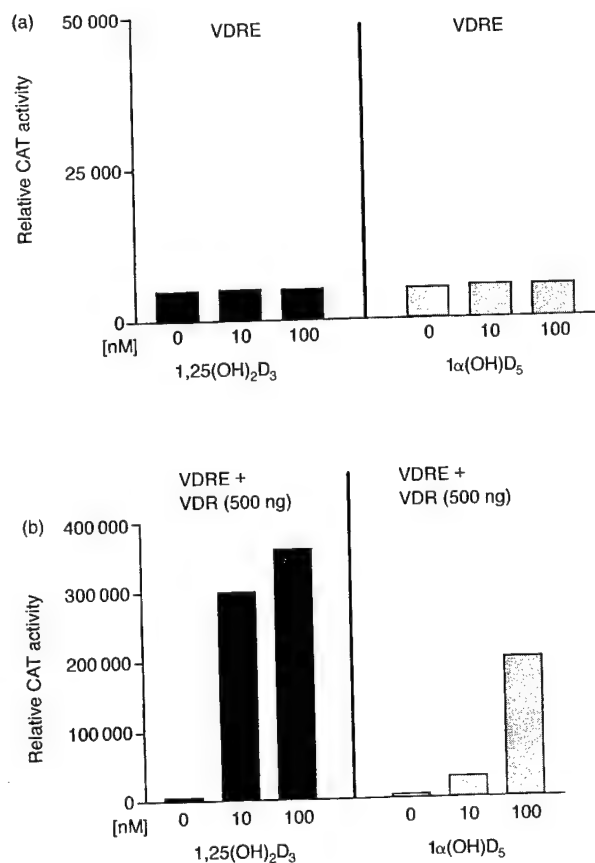 (a)
VDRE VDRE
50 000
25 000
0
Relative CAT activity
[nM] 0 10 100 0 10 100
1,25(OH)₂D₃ 1α(OH)D₅
(b)
VDRE + VDRE +
VDR (500 ng) VDR (500 ng)
400 000
300 000
200 000
100 000
0
Relative CAT activity
[nM] 0 10 100 0 10 100
1,25(OH)₂D₃ 1α(OH)D₅